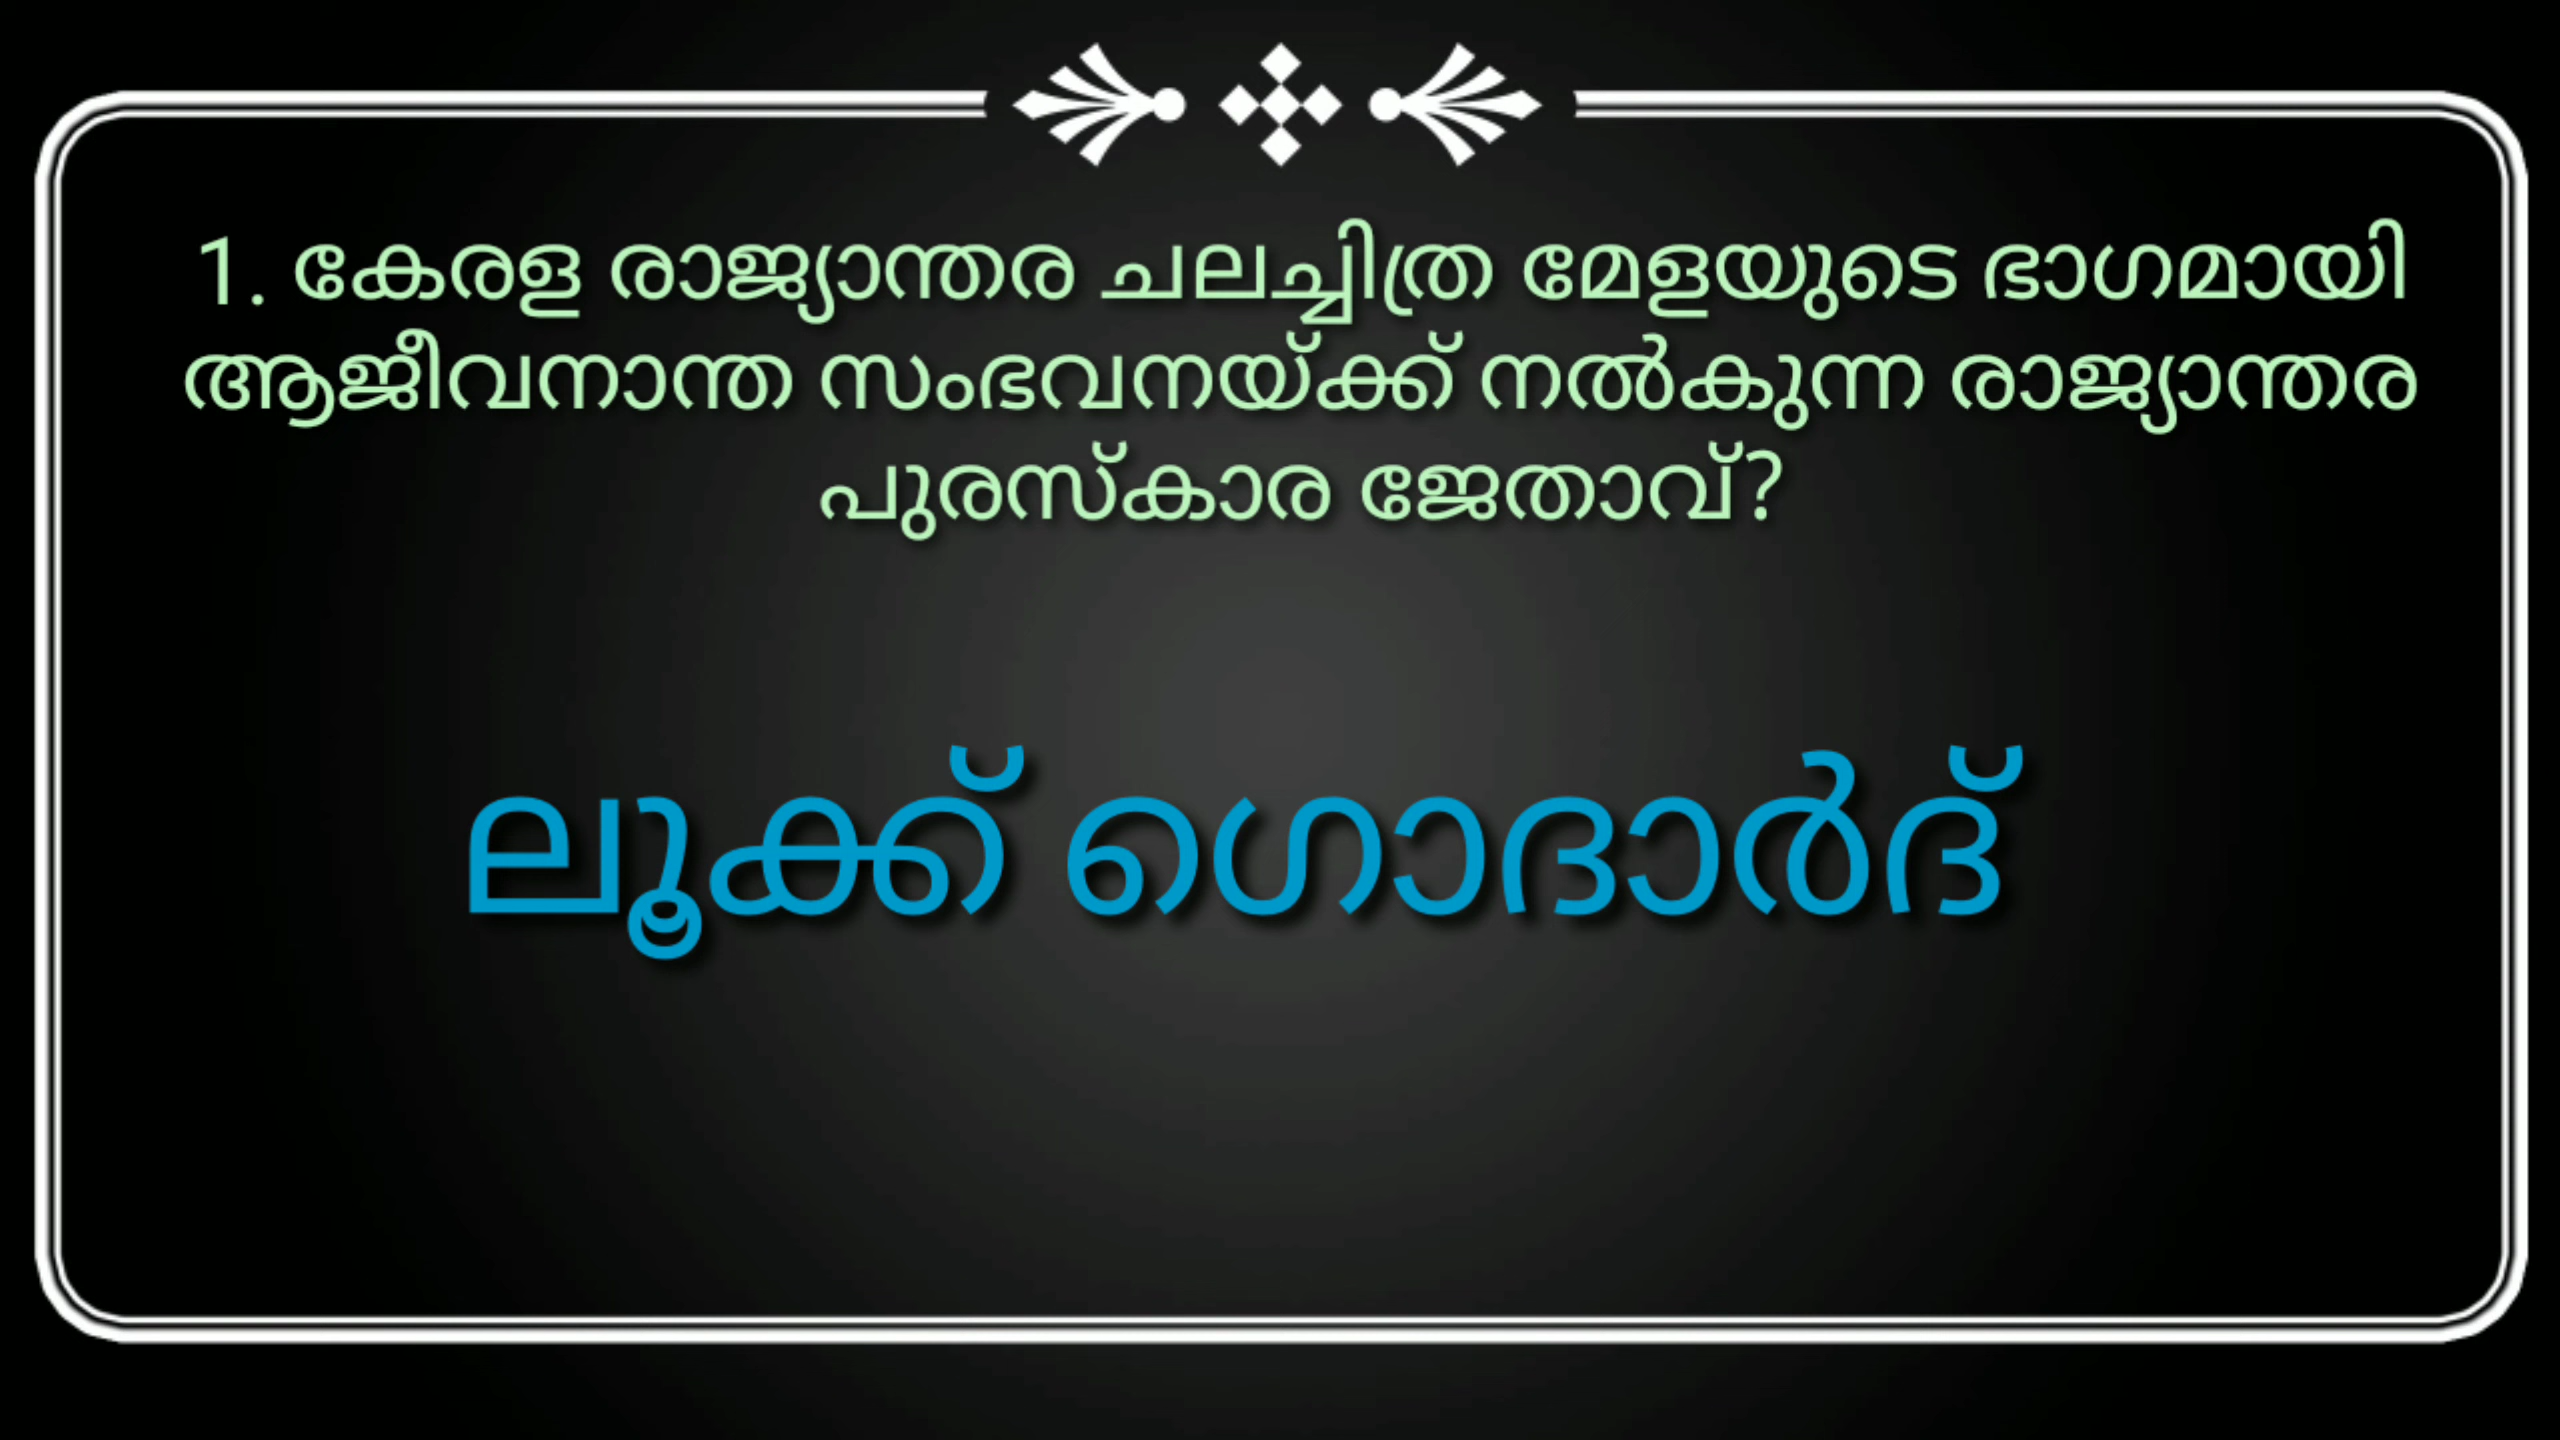 1. കേരള രാജ്യാന്തര ചലച്ചിത്ര മേളയുടെ ഭാഗമായി
ആജീവനാന്ത സംഭവനയ്ക്ക് നൽകുന്ന രാജ്യാന്തര
പുരസ്കാര ജേതാവ്?
ലൂക്ക് ഗൊദാർദ്